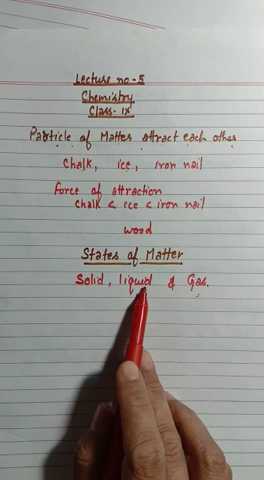 Lecture no-5
Chemistry
Class-IX
Particle of Matter attract each other
Chalk, ice, iron nail
Force of attraction
chalk < ice < iron nail
wood
States of Matter
Solid, liquid & Gas.